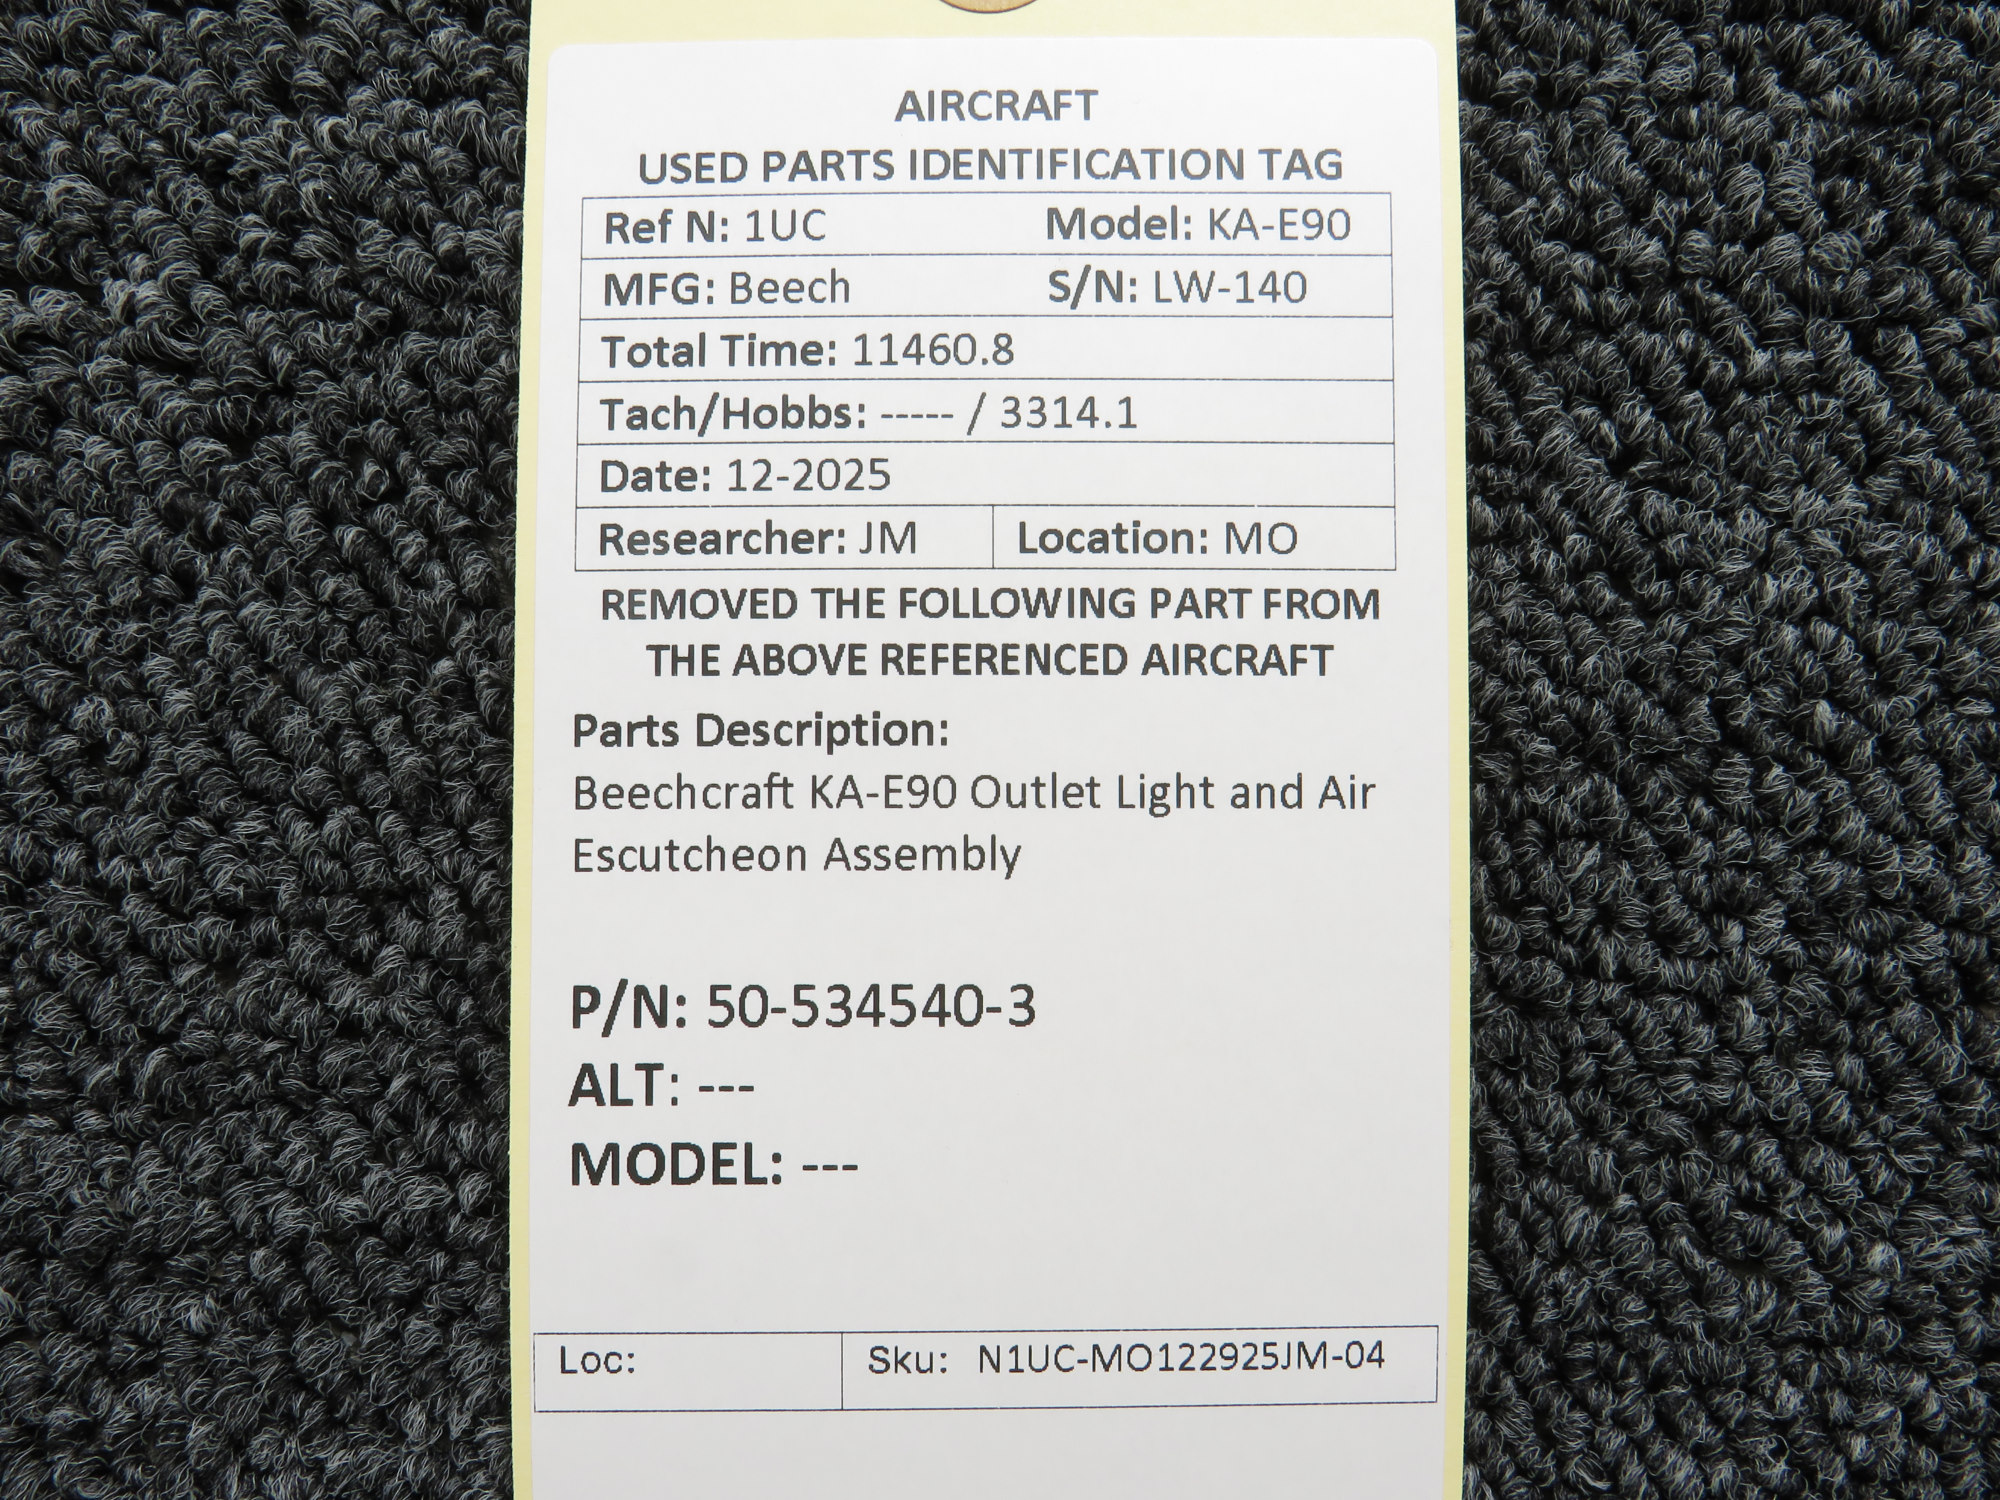 AIRCRAFT
USED PARTS IDENTIFICATION TAG
Ref N: 1UC Model: KA-E90
MFG: Beech S/N: LW-140
Total Time: 11460.8
Tach/Hobbs: ----- / 3314.1
Date: 12-2025
Researcher: JM Location: MO
REMOVED THE FOLLOWING PART FROM
THE ABOVE REFERENCED AIRCRAFT
Parts Description:
Beechcraft KA-E90 Outlet Light and Air
Escutcheon Assembly
P/N: 50-534540-3
ALT: ---
MODEL: ---
Loc: Sku: N1UC-MO122925JM-04